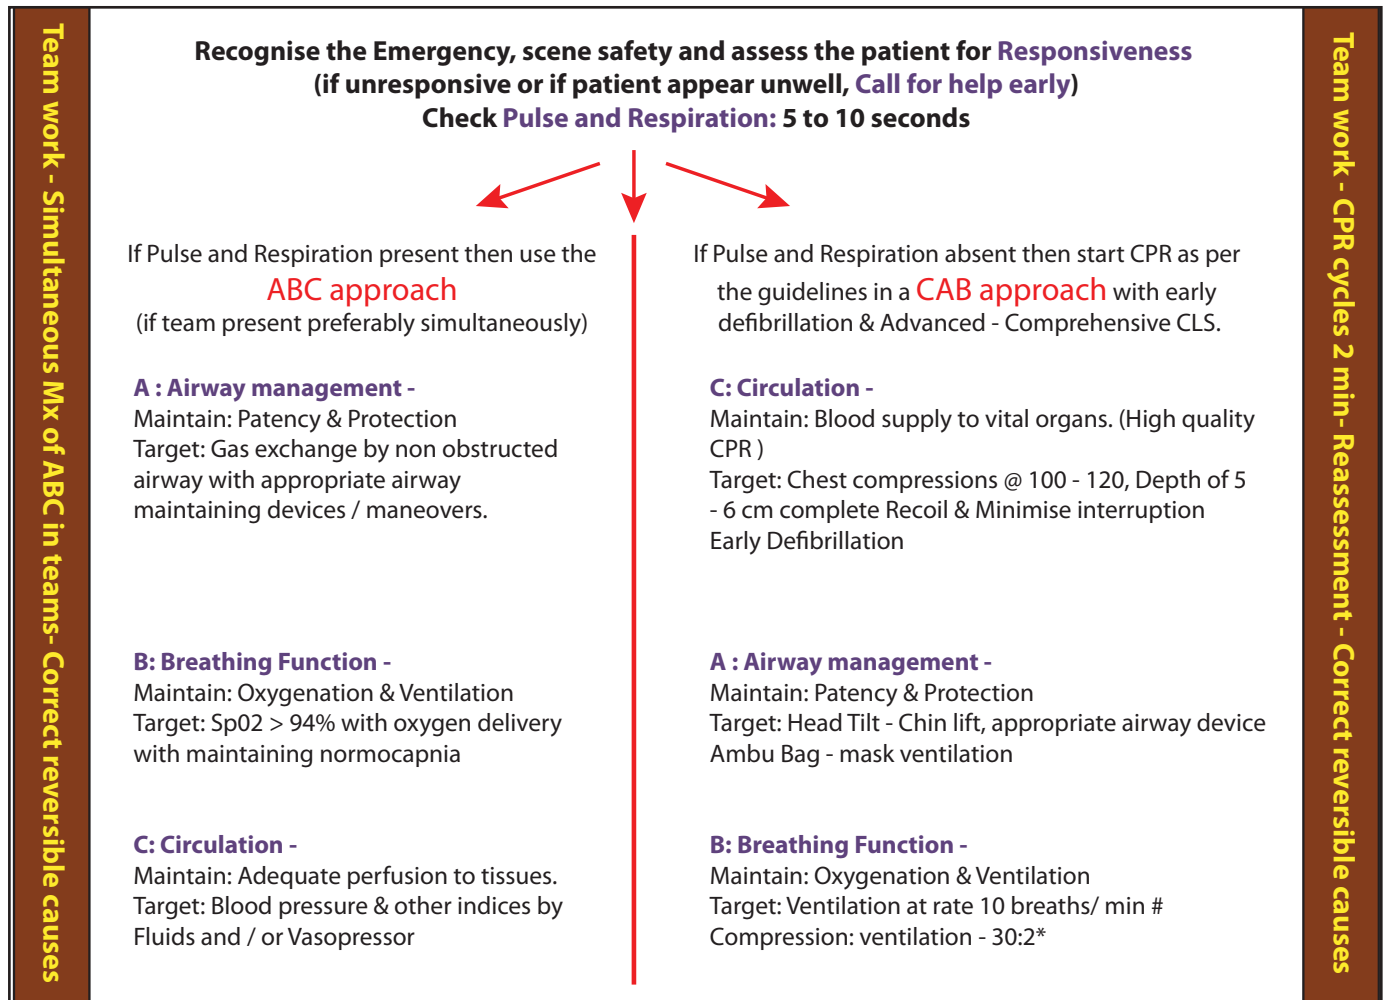 Team work - Simultaneous Mx of ABC in teams- Correct reversible causes
Recognise the Emergency, scene safety and assess the patient for Responsiveness
(if unresponsive or if patient appear unwell, Call for help early)
Check Pulse and Respiration: 5 to 10 seconds
If Pulse and Respiration present then use the
ABC approach
(if team present preferably simultaneously)
A : Airway management -
Maintain: Patency & Protection
Target: Gas exchange by non obstructed
airway with appropriate airway
maintaining devices / maneovers.
B: Breathing Function -
Maintain: Oxygenation & Ventilation
Target: Sp02 > 94% with oxygen delivery
with maintaining normocapnia
C: Circulation -
Maintain: Adequate perfusion to tissues.
Target: Blood pressure & other indices by
Fluids and / or Vasopressor
If Pulse and Respiration absent then start CPR as per
the guidelines in a CAB approach with early
defibrillation & Advanced - Comprehensive CLS.
C: Circulation -
Maintain: Blood supply to vital organs. (High quality
CPR )
Target: Chest compressions @ 100 - 120, Depth of 5
- 6 cm complete Recoil & Minimise interruption
Early Defibrillation
A : Airway management -
Maintain: Patency & Protection
Target: Head Tilt - Chin lift, appropriate airway device
Ambu Bag - mask ventilation
B: Breathing Function -
Maintain: Oxygenation & Ventilation
Target: Ventilation at rate 10 breaths/ min #
Compression: ventilation - 30:2*
Team work - CPR cycles 2 min- Reassessment - Correct reversible causes